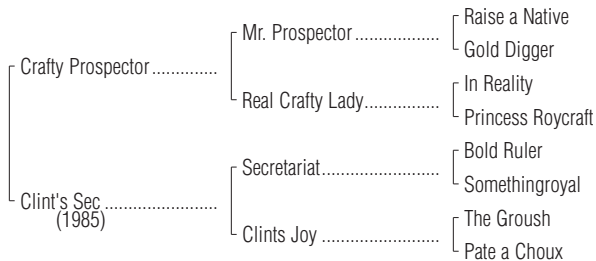 Raise a Native
Mr. Prospector..................
Gold Digger
Crafty Prospector.............
In Reality
Real Crafty Lady................
Princess Roycraft
Bold Ruler
Secretariat.........................
Somethingroyal
Clint's Sec......................
(1985)
The Groush
Clints Joy.........................
Pate a Choux